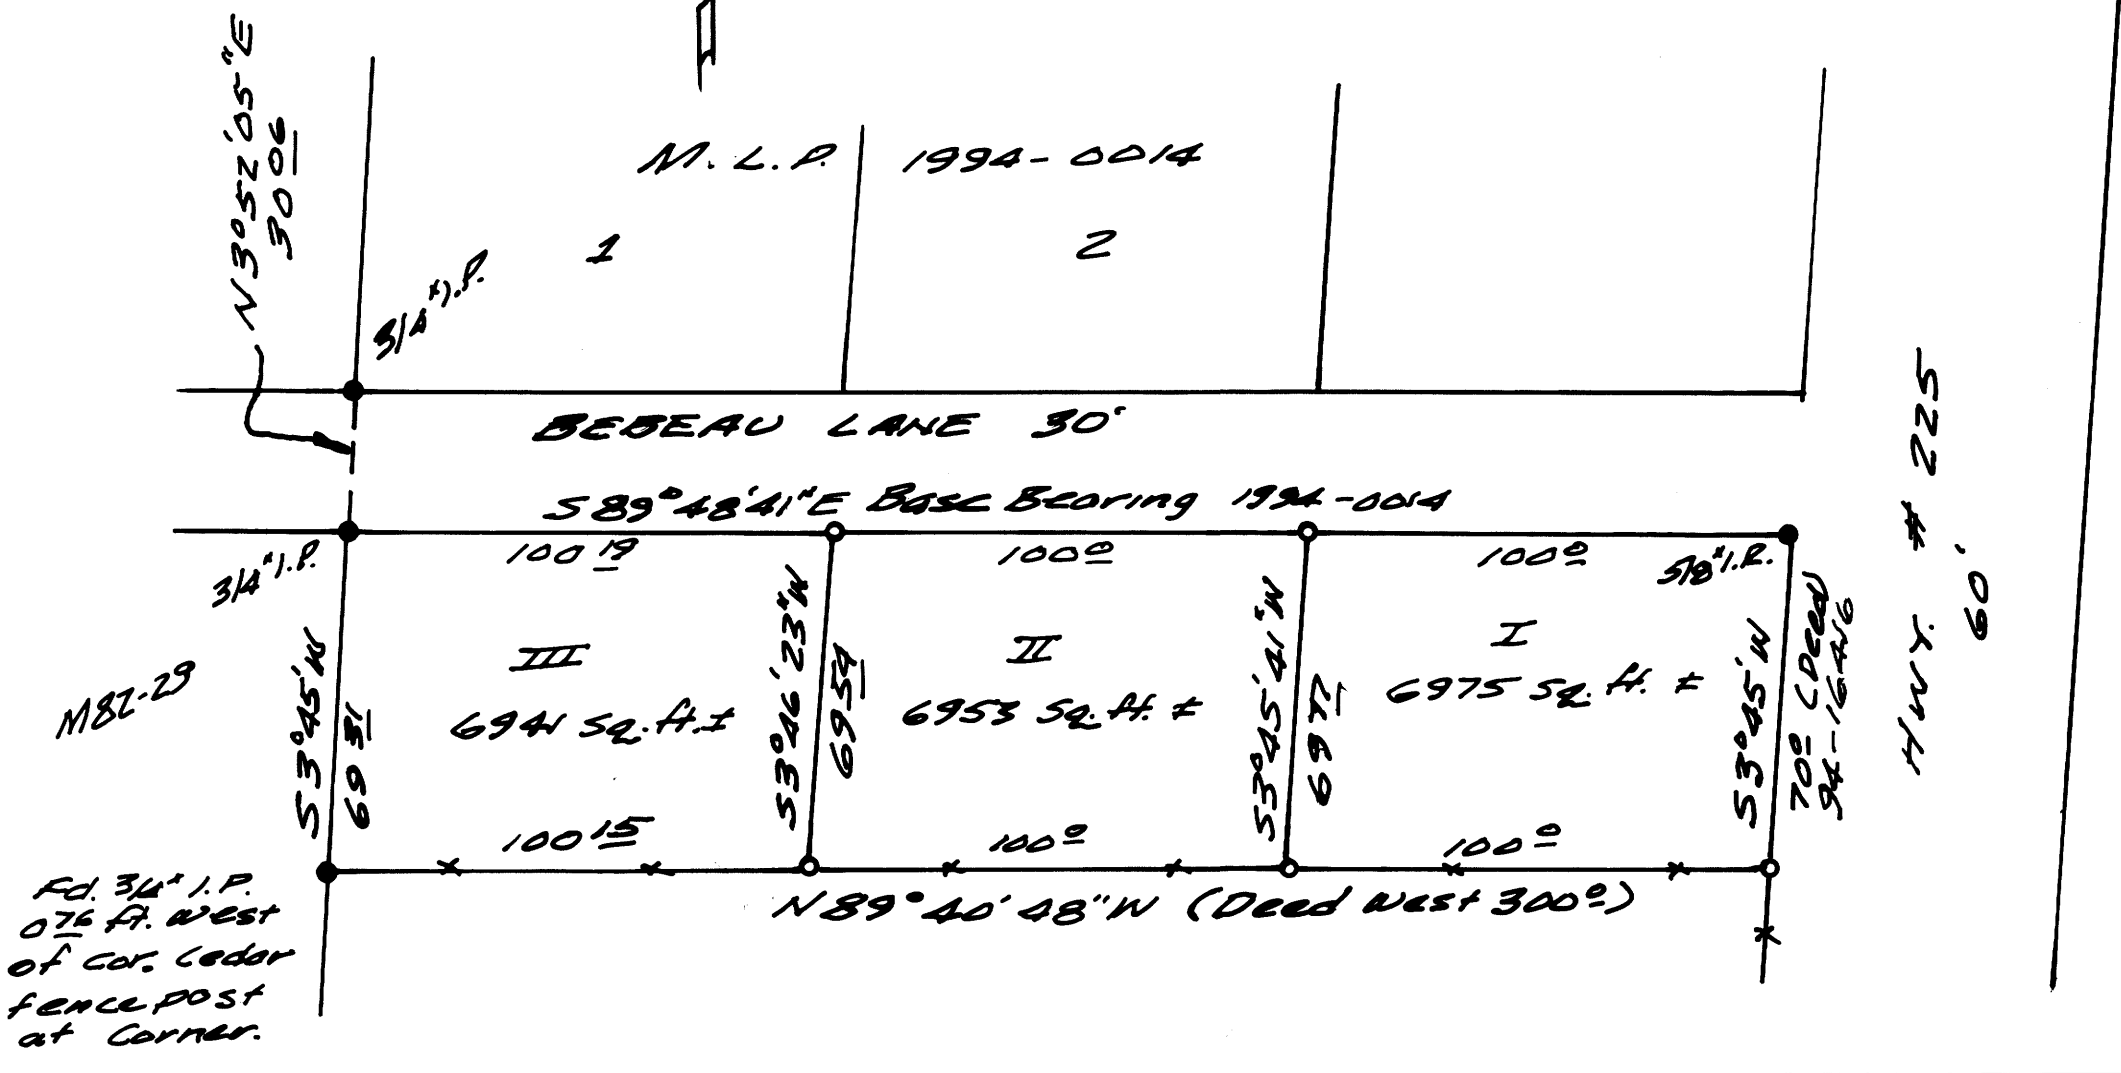 N3°52'05"E
30 06
M. L. P. 1994-0014
1
2
3/4" I.P.
BEBEAU LANE 30'
S89°48'41"E Base Bearing 1994-0014
3/4" I.P.
100 19
100 0
100 0
5/8" I.R.
HWY. # 225
60'
M82-29
S3°45'W
69 31
III
6941 Sq. ft. ±
S3°46'23"W
69 54
II
6953 Sq. ft. ±
S3°45'41"W
69 77
I
6975 Sq. ft. ±
S3°45'W
70 0 (Deed
94-16456
100 15
100 0
100 0
N89°40'48"W (Deed West 300 0)
Fd. 3/4" I.P.
0 76 ft. west
of cor. Cedar
fence post
at Corner.